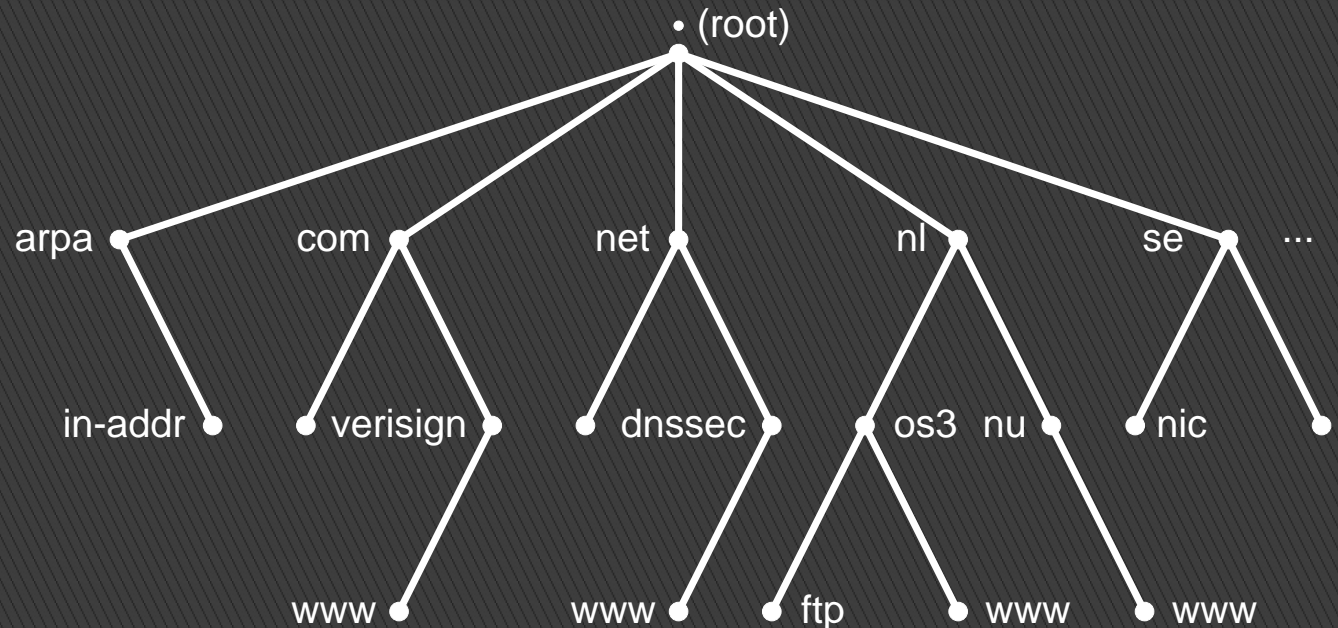 • (root)
arpa com net nl se ...
in-addr verisign dnssec os3 nu nic
www www ftp www www